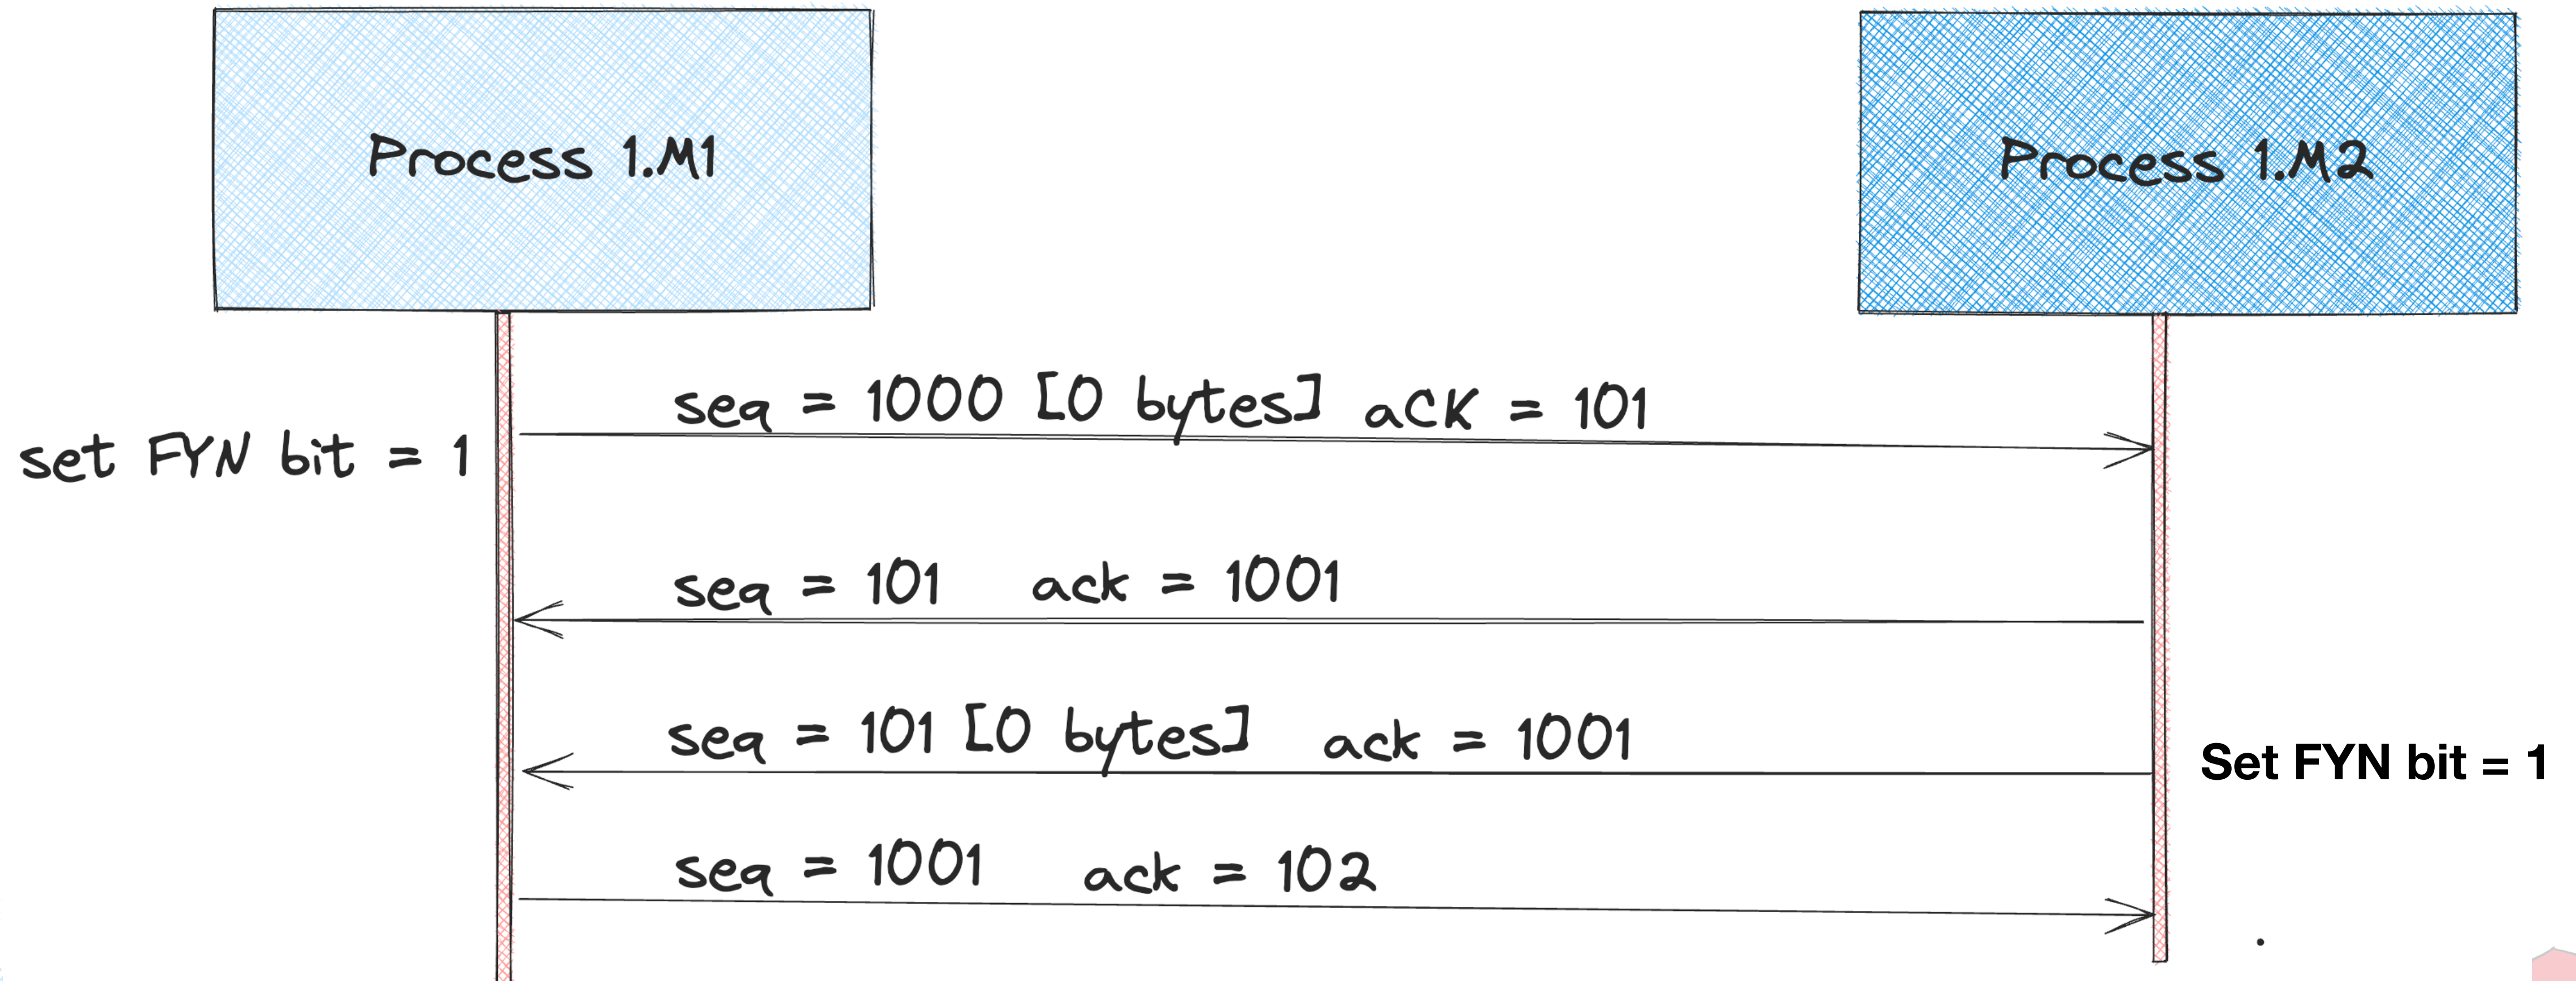 Process 1.M1
Process 1.M2
seq = 1000 [0 bytes] aCK = 101
set FYN bit = 1
seq = 101 ack = 1001
seq = 101 [0 bytes] ack = 1001
Set FYN bit = 1
seq = 1001 ack = 102